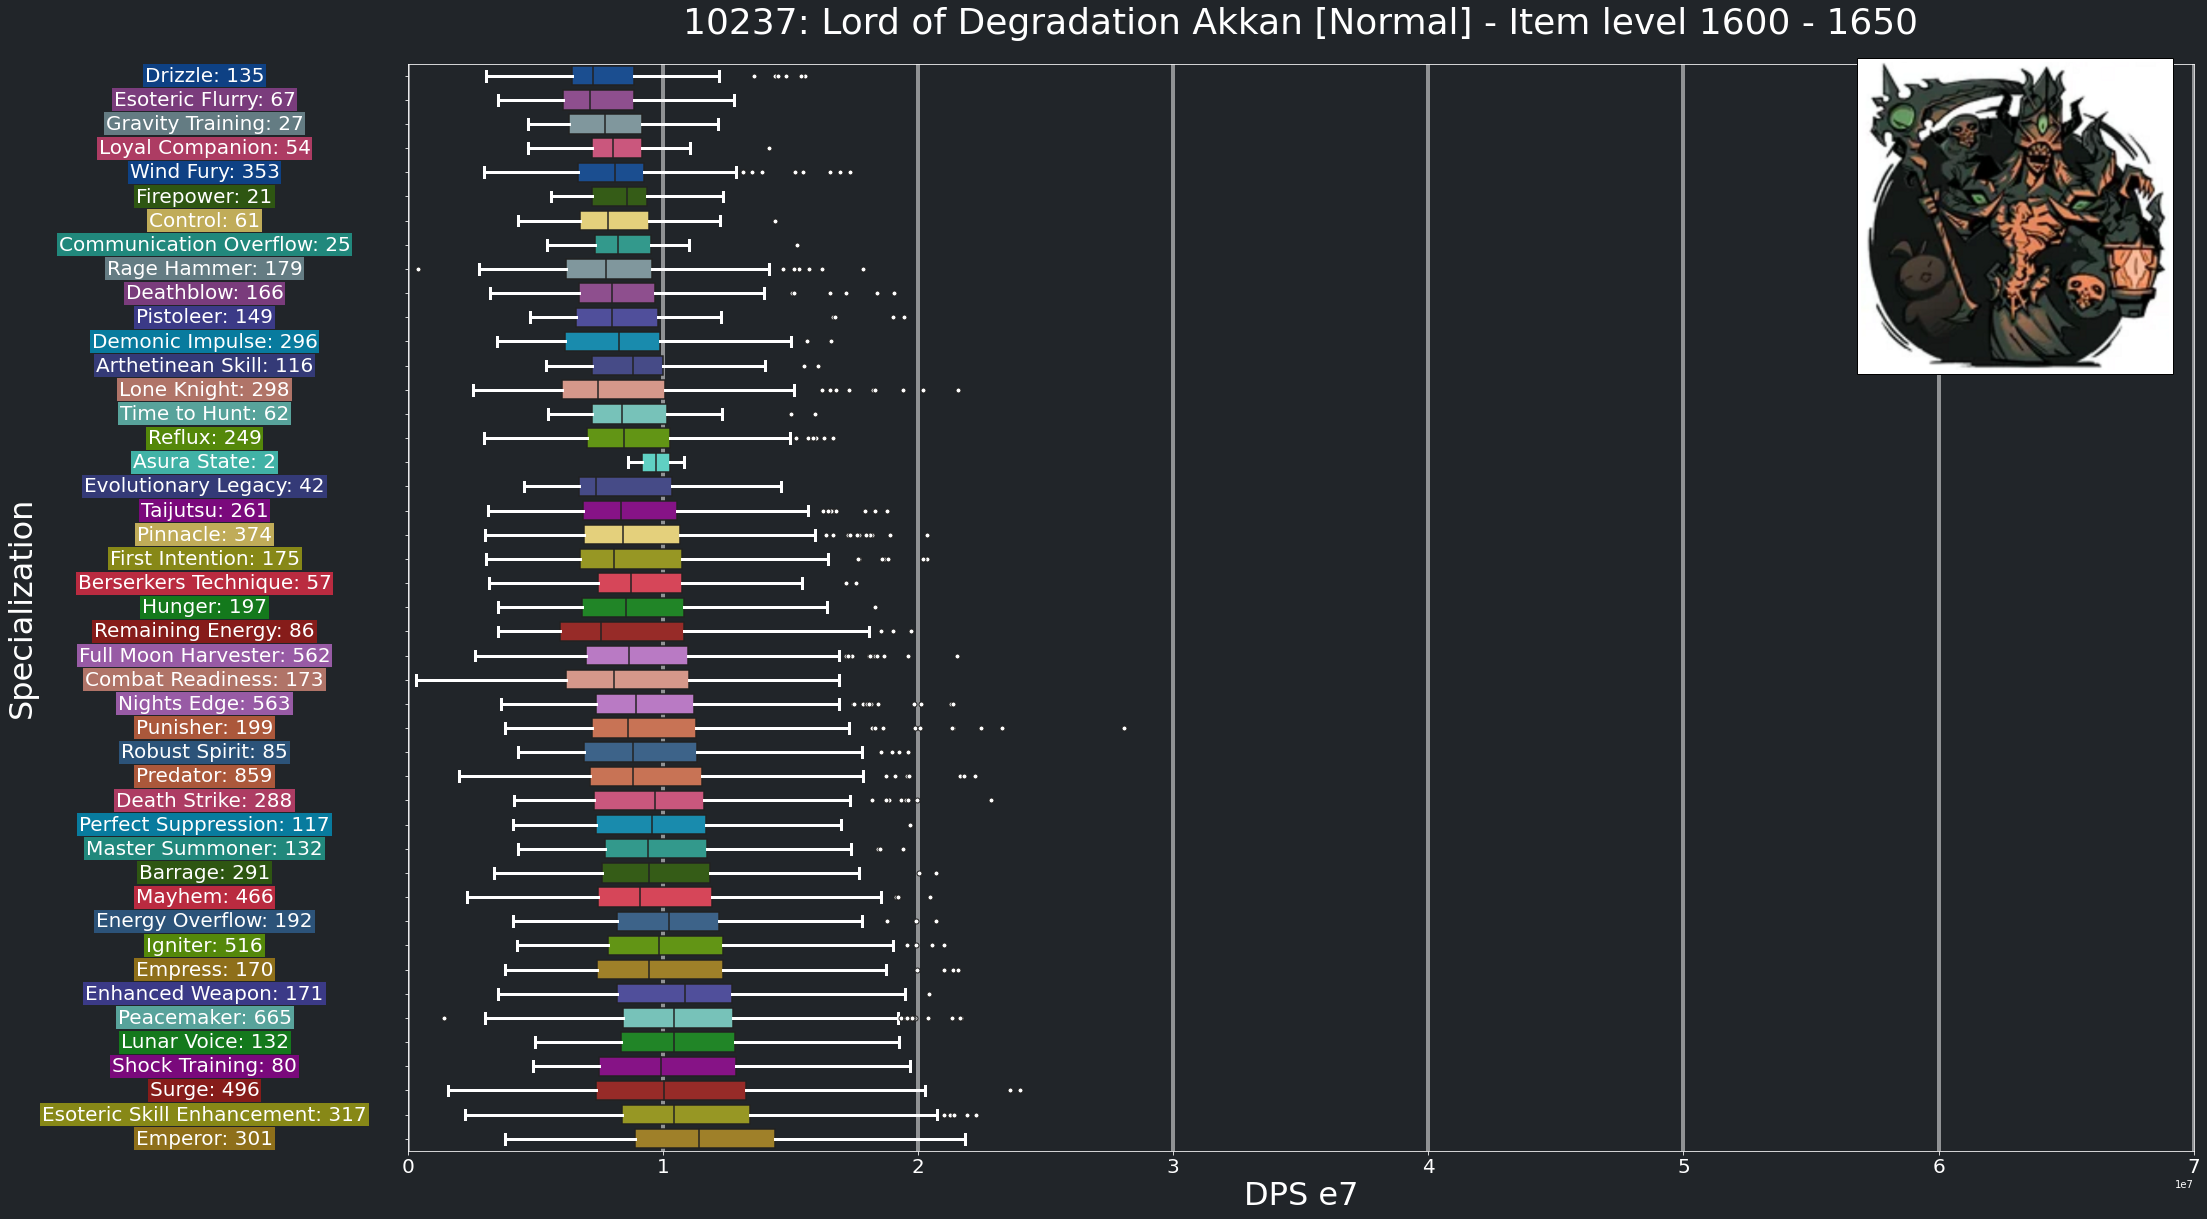 10237: Lord of Degradation Akkan [Normal] - Item level 1600 - 1650
Specialization
Drizzle: 135
Esoteric Flurry: 67
Gravity Training: 27
Loyal Companion: 54
Wind Fury: 353
Firepower: 21
Control: 61
Communication Overflow: 25
Rage Hammer: 179
Deathblow: 166
Pistoleer: 149
Demonic Impulse: 296
Arthetinean Skill: 116
Lone Knight: 298
Time to Hunt: 62
Reflux: 249
Asura State: 2
Evolutionary Legacy: 42
Taijutsu: 261
Pinnacle: 374
First Intention: 175
Berserkers Technique: 57
Hunger: 197
Remaining Energy: 86
Full Moon Harvester: 562
Combat Readiness: 173
Nights Edge: 563
Punisher: 199
Robust Spirit: 85
Predator: 859
Death Strike: 288
Perfect Suppression: 117
Master Summoner: 132
Barrage: 291
Mayhem: 466
Energy Overflow: 192
Igniter: 516
Empress: 170
Enhanced Weapon: 171
Peacemaker: 665
Lunar Voice: 132
Shock Training: 80
Surge: 496
Esoteric Skill Enhancement: 317
Emperor: 301
0 1 2 3 4 5 6 7
1e7
DPS e7